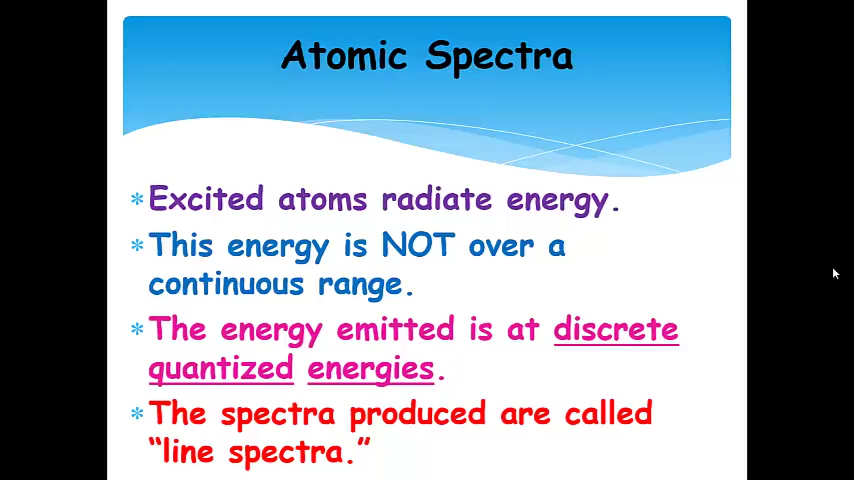 Atomic Spectra
*Excited atoms radiate energy.
*This energy is NOT over a
continuous range.
*The energy emitted is at discrete
quantized energies.
*The spectra produced are called
“line spectra.”